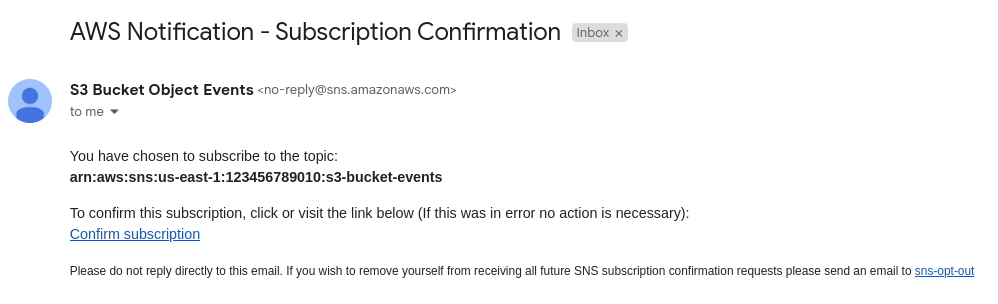 AWS Notification - Subscription Confirmation Inbox ×
S3 Bucket Object Events <no-reply@sns.amazonaws.com>
to me
You have chosen to subscribe to the topic:
arn:aws:sns:us-east-1:123456789010:s3-bucket-events
To confirm this subscription, click or visit the link below (If this was in error no action is necessary):
Confirm subscription
Please do not reply directly to this email. If you wish to remove yourself from receiving all future SNS subscription confirmation requests please send an email to sns-opt-out